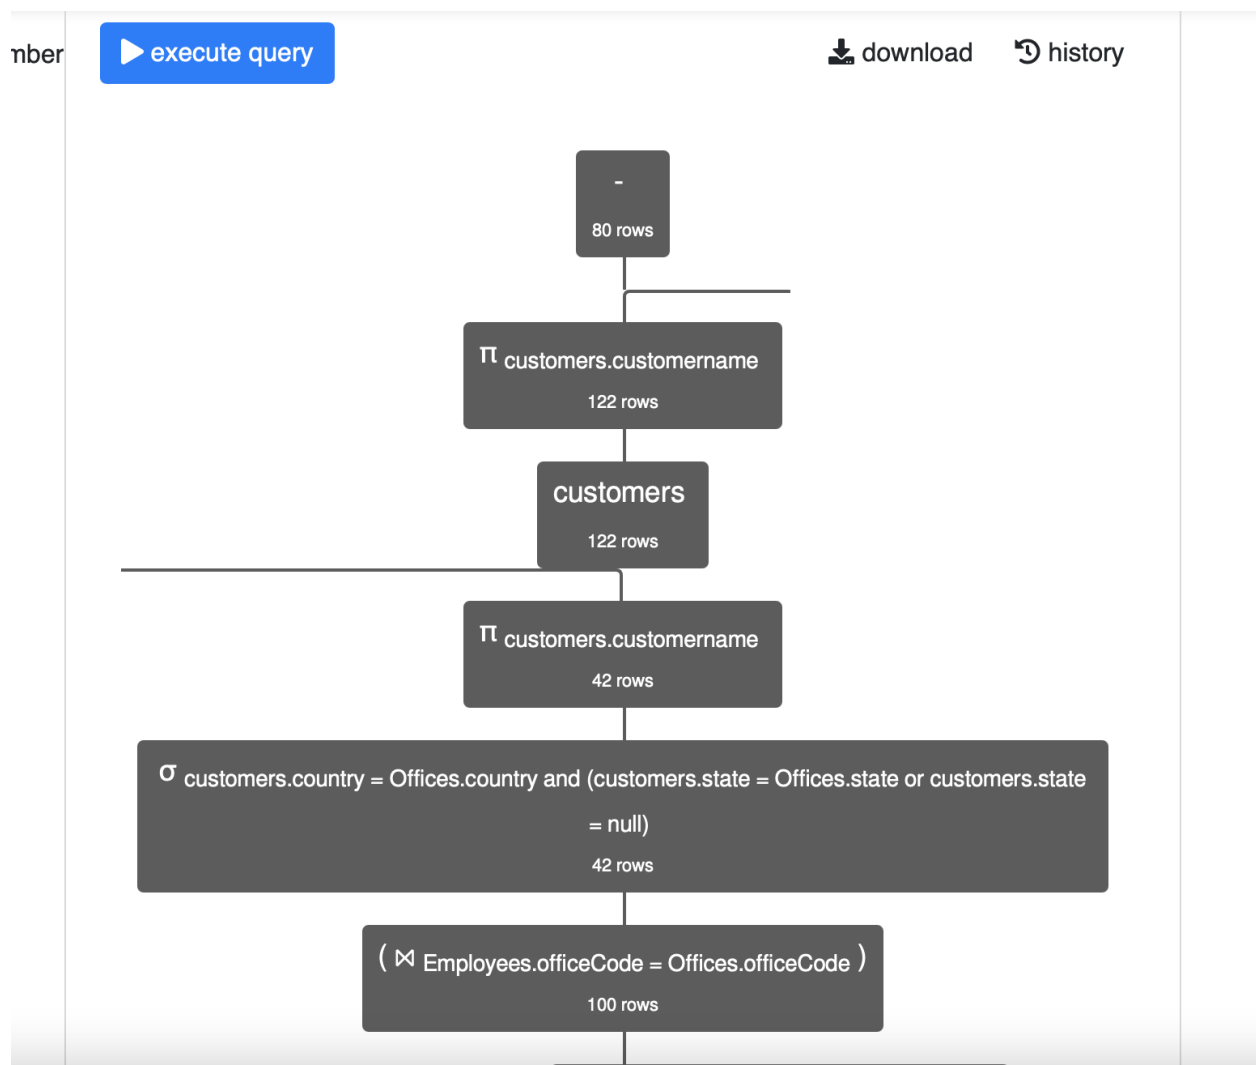 execute query
download
history
-
80 rows
π customers.customername
122 rows
customers
122 rows
π customers.customername
42 rows
σ customers.country = Offices.country and (customers.state = Offices.state or customers.state
= null)
42 rows
( ⋈ Employees.officeCode = Offices.officeCode )
100 rows